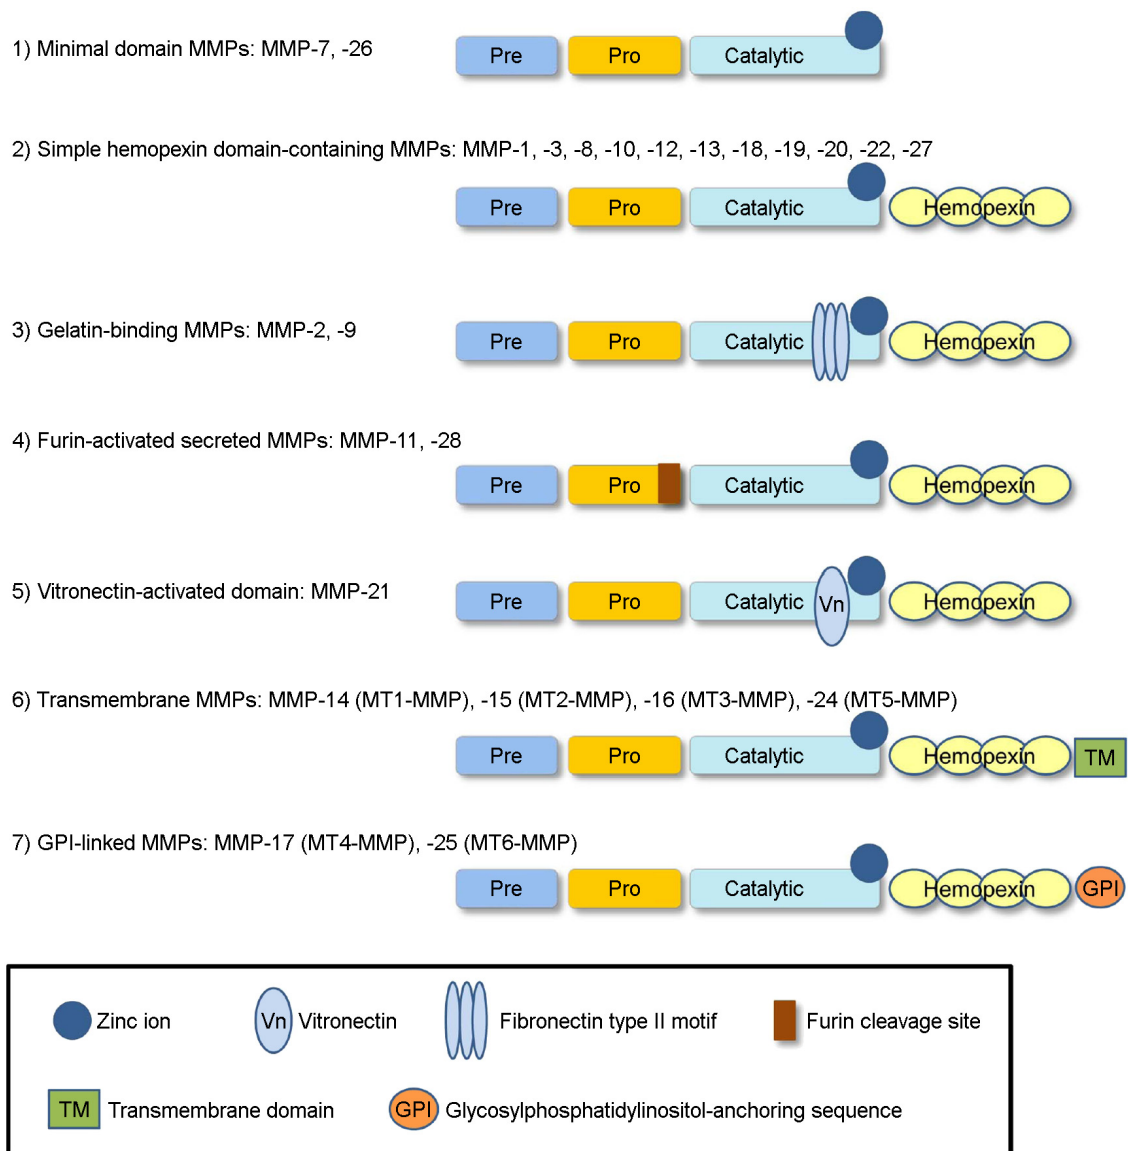 1) Minimal domain MMPs: MMP-7, -26
Pre Pro Catalytic
2) Simple hemopexin domain-containing MMPs: MMP-1, -3, -8, -10, -12, -13, -18, -19, -20, -22, -27
Pre Pro Catalytic Hemopexin
3) Gelatin-binding MMPs: MMP-2, -9
Pre Pro Catalytic Hemopexin
4) Furin-activated secreted MMPs: MMP-11, -28
Pre Pro Catalytic Hemopexin
5) Vitronectin-activated domain: MMP-21
Pre Pro Catalytic Vn Hemopexin
6) Transmembrane MMPs: MMP-14 (MT1-MMP), -15 (MT2-MMP), -16 (MT3-MMP), -24 (MT5-MMP)
Pre Pro Catalytic Hemopexin TM
7) GPI-linked MMPs: MMP-17 (MT4-MMP), -25 (MT6-MMP)
Pre Pro Catalytic Hemopexin GPI
Zinc ion Vn Vitronectin Fibronectin type II motif Furin cleavage site
TM Transmembrane domain GPI Glycosylphosphatidylinositol-anchoring sequence